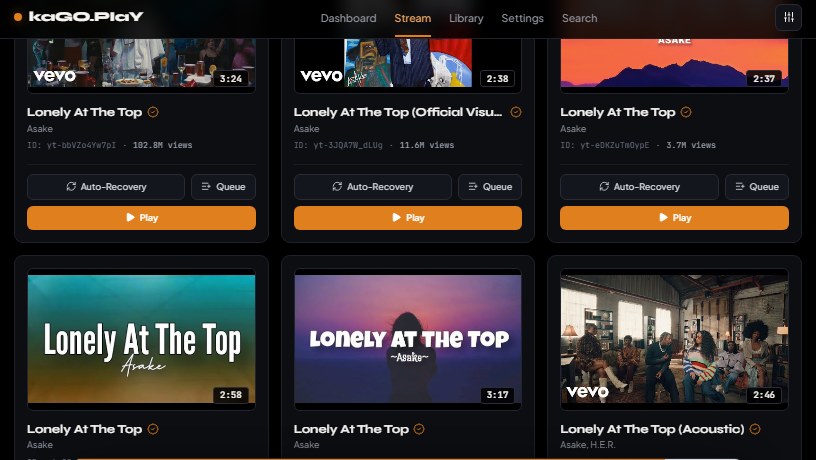 kaGO.PlaY
Dashboard
Stream
Library
Settings
Search
vevo
3:24
vevo
Asake
2:38
ASAKE
2:37
Lonely At The Top
Asake
ID: yt-bbVZo4Yw7pI · 102.8M views
Auto-Recovery
Queue
Play
Lonely At The Top (Official Visu...
Asake
ID: yt-3JQA7W_dLUg · 11.6M views
Auto-Recovery
Queue
Play
Lonely At The Top
Asake
ID: yt-eDKZuTmOypE · 3.7M views
Auto-Recovery
Queue
Play
Lonely At The Top
Asake
2:58
LONELY AT THE TOP
~Asake~
3:17
vevo
2:46
Lonely At The Top
Asake
Lonely At The Top
Asake
Lonely At The Top (Acoustic)
Asake, H.E.R.